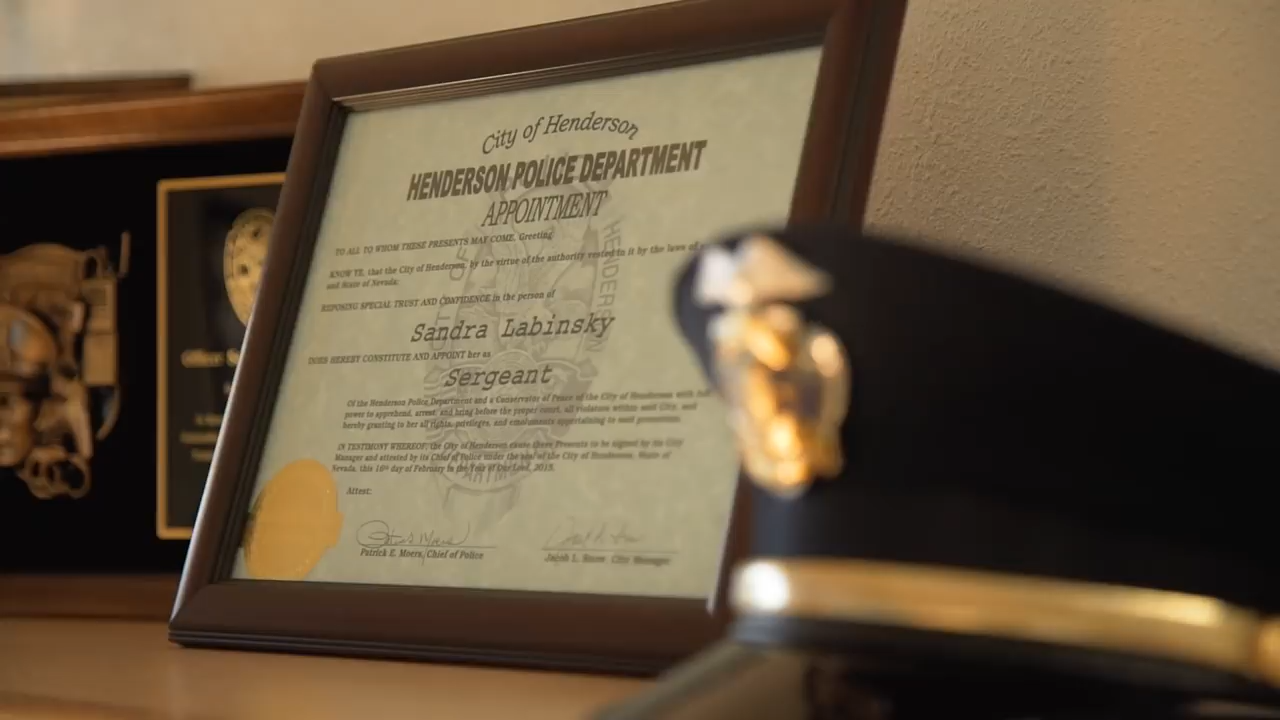 City of Henderson
HENDERSON POLICE DEPARTMENT
APPOINTMENT
TO ALL TO WHOM THESE PRESENTS MAY COME, Greeting
KNOW YE, that the City of Henderson, by the virtue of the authority vested in it by the laws of
and State of Nevada:
REPOSING SPECIAL TRUST AND CONFIDENCE in the person of
Sandra Labinsky
DOES HEREBY CONSTITUTE AND APPOINT her as
Sergeant
Of the Henderson Police Department and a Conservator of Peace of the City of Henderson with full
power to apprehend, arrest, and bring before the proper court, all violators within said City, and
hereby granting to her all rights, privileges, and emoluments appertaining to said
IN TESTIMONY WHEREOF, the City of Henderson cause these Presents to be signed by its City
Manager and attested by its Chief of Police under the seal of the City of Henderson, State of
Nevada, this 16th day of February in the Year of Our Lord,
Attest:
Patrick E. Moers, Chief of Police
Jacob L. Snow City Manager
HENDERSON
Officer